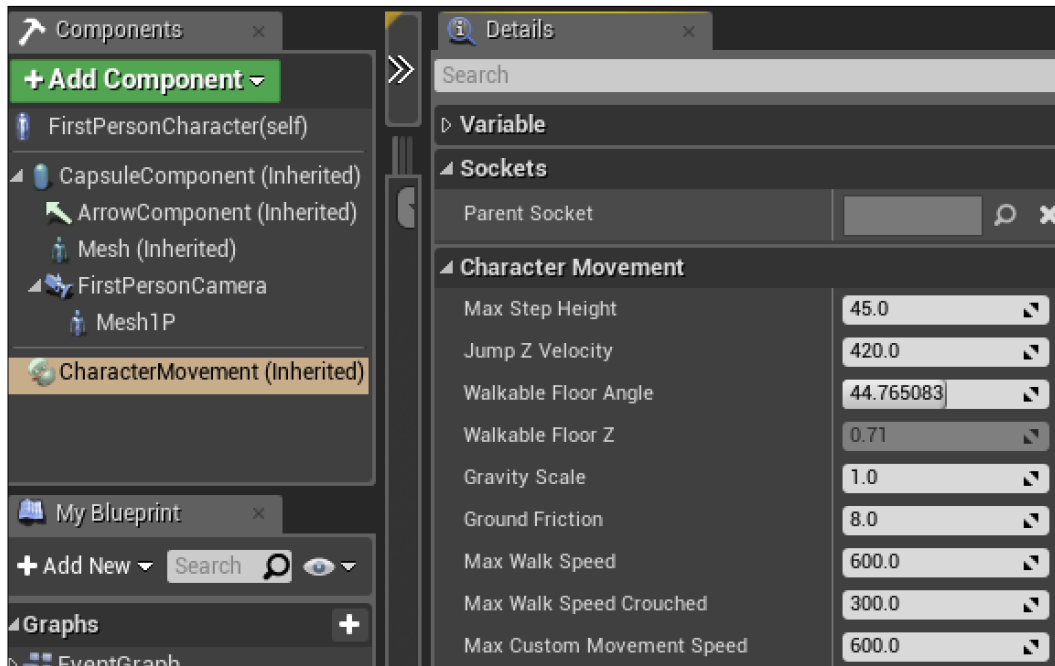 Components
Add Component
FirstPersonCharacter(self)
CapsuleComponent (Inherited)
ArrowComponent (Inherited)
Mesh (Inherited)
FirstPersonCamera
Mesh1P
CharacterMovement (Inherited)
My Blueprint
Add New Search
Graphs
EventGraph
Details
Search
Variable
Sockets
Parent Socket
Character Movement
Max Step Height 45.0
Jump Z Velocity 420.0
Walkable Floor Angle 44.765083
Walkable Floor Z 0.71
Gravity Scale 1.0
Ground Friction 8.0
Max Walk Speed 600.0
Max Walk Speed Crouched 300.0
Max Custom Movement Speed 600.0